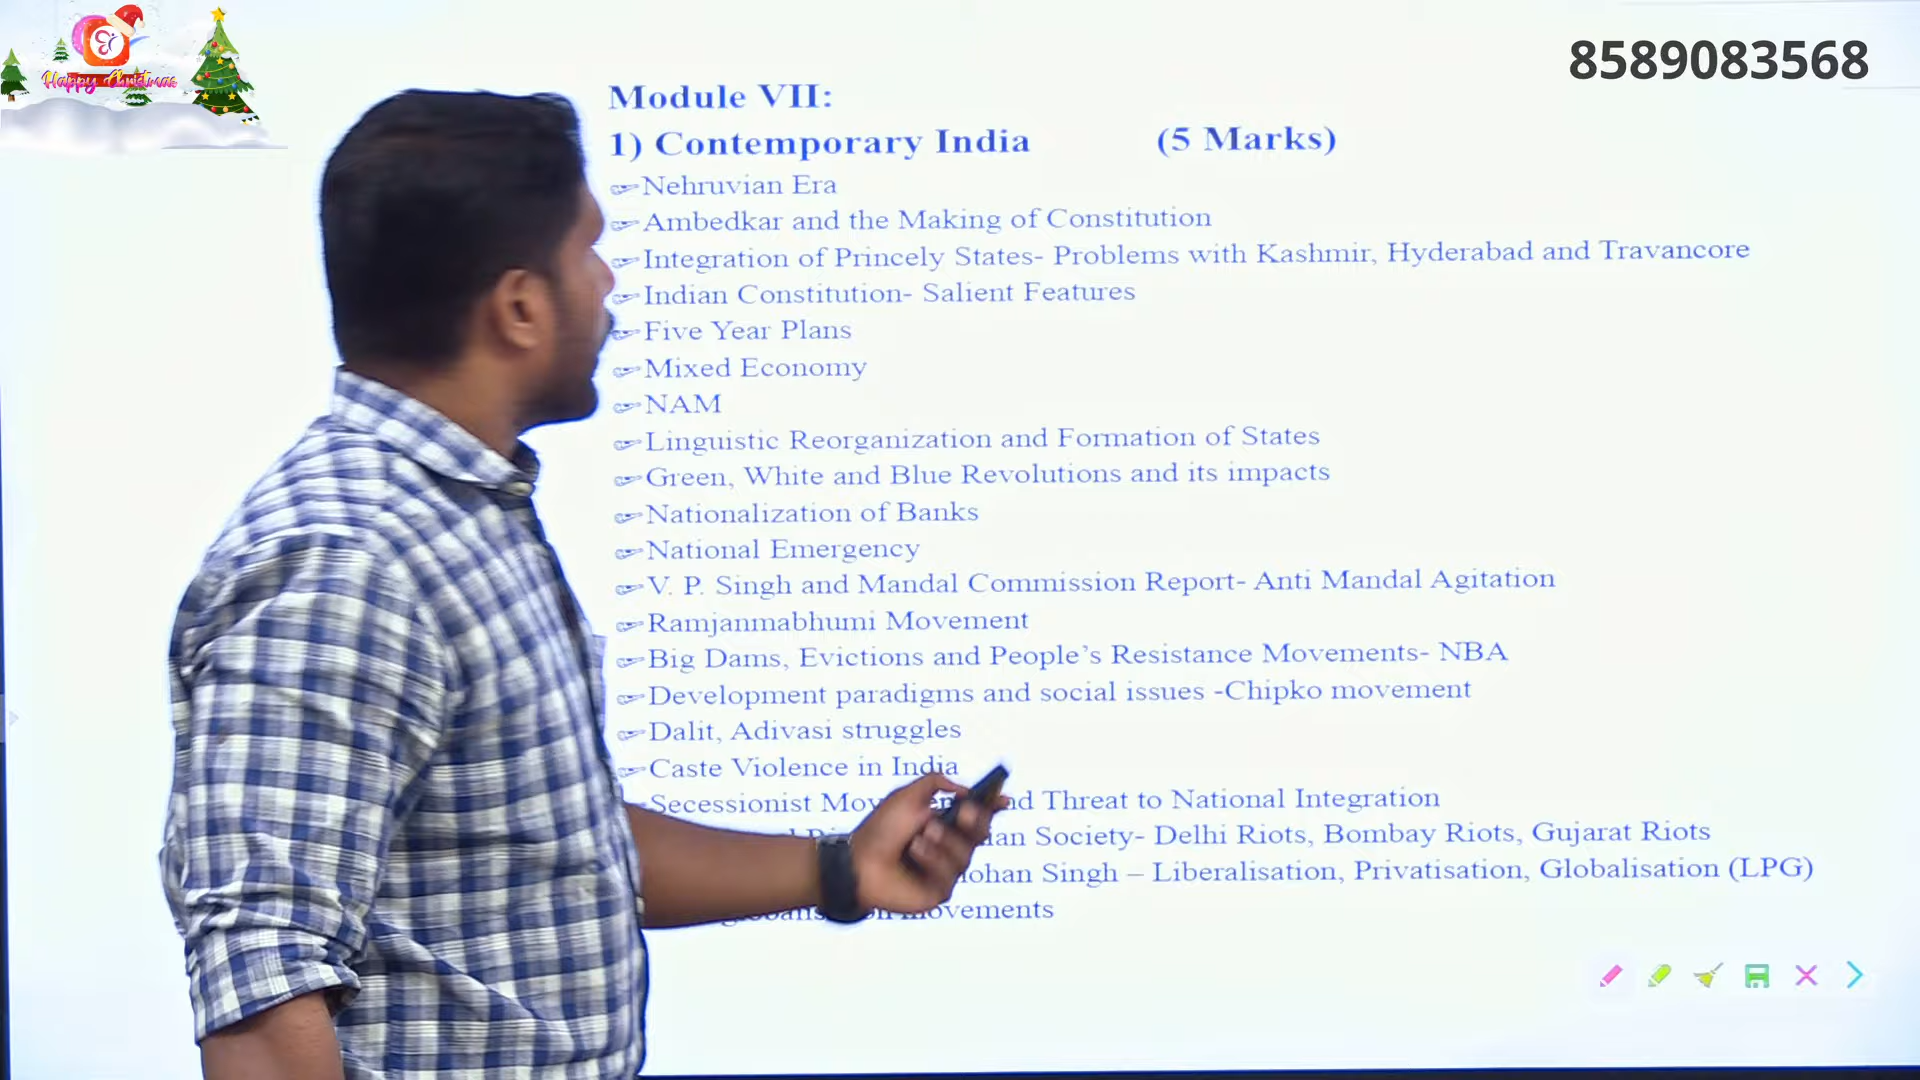 Happy Christmas
8589083568
Module VII:
1) Contemporary India (5 Marks)
Nehruvian Era
Ambedkar and the Making of Constitution
Integration of Princely States- Problems with Kashmir, Hyderabad and Travancore
Indian Constitution- Salient Features
Five Year Plans
Mixed Economy
NAM
Linguistic Reorganization and Formation of States
Green, White and Blue Revolutions and its impacts
Nationalization of Banks
National Emergency
V. P. Singh and Mandal Commission Report- Anti Mandal Agitation
Ramjanmabhumi Movement
Big Dams, Evictions and People's Resistance Movements- NBA
Development paradigms and social issues -Chipko movement
Dalit, Adivasi struggles
Caste Violence in India
Secessionist Threat to National Integration
Society- Delhi Riots, Bombay Riots, Gujarat Riots
Singh – Liberalisation, Privatisation, Globalisation (LPG)
movements